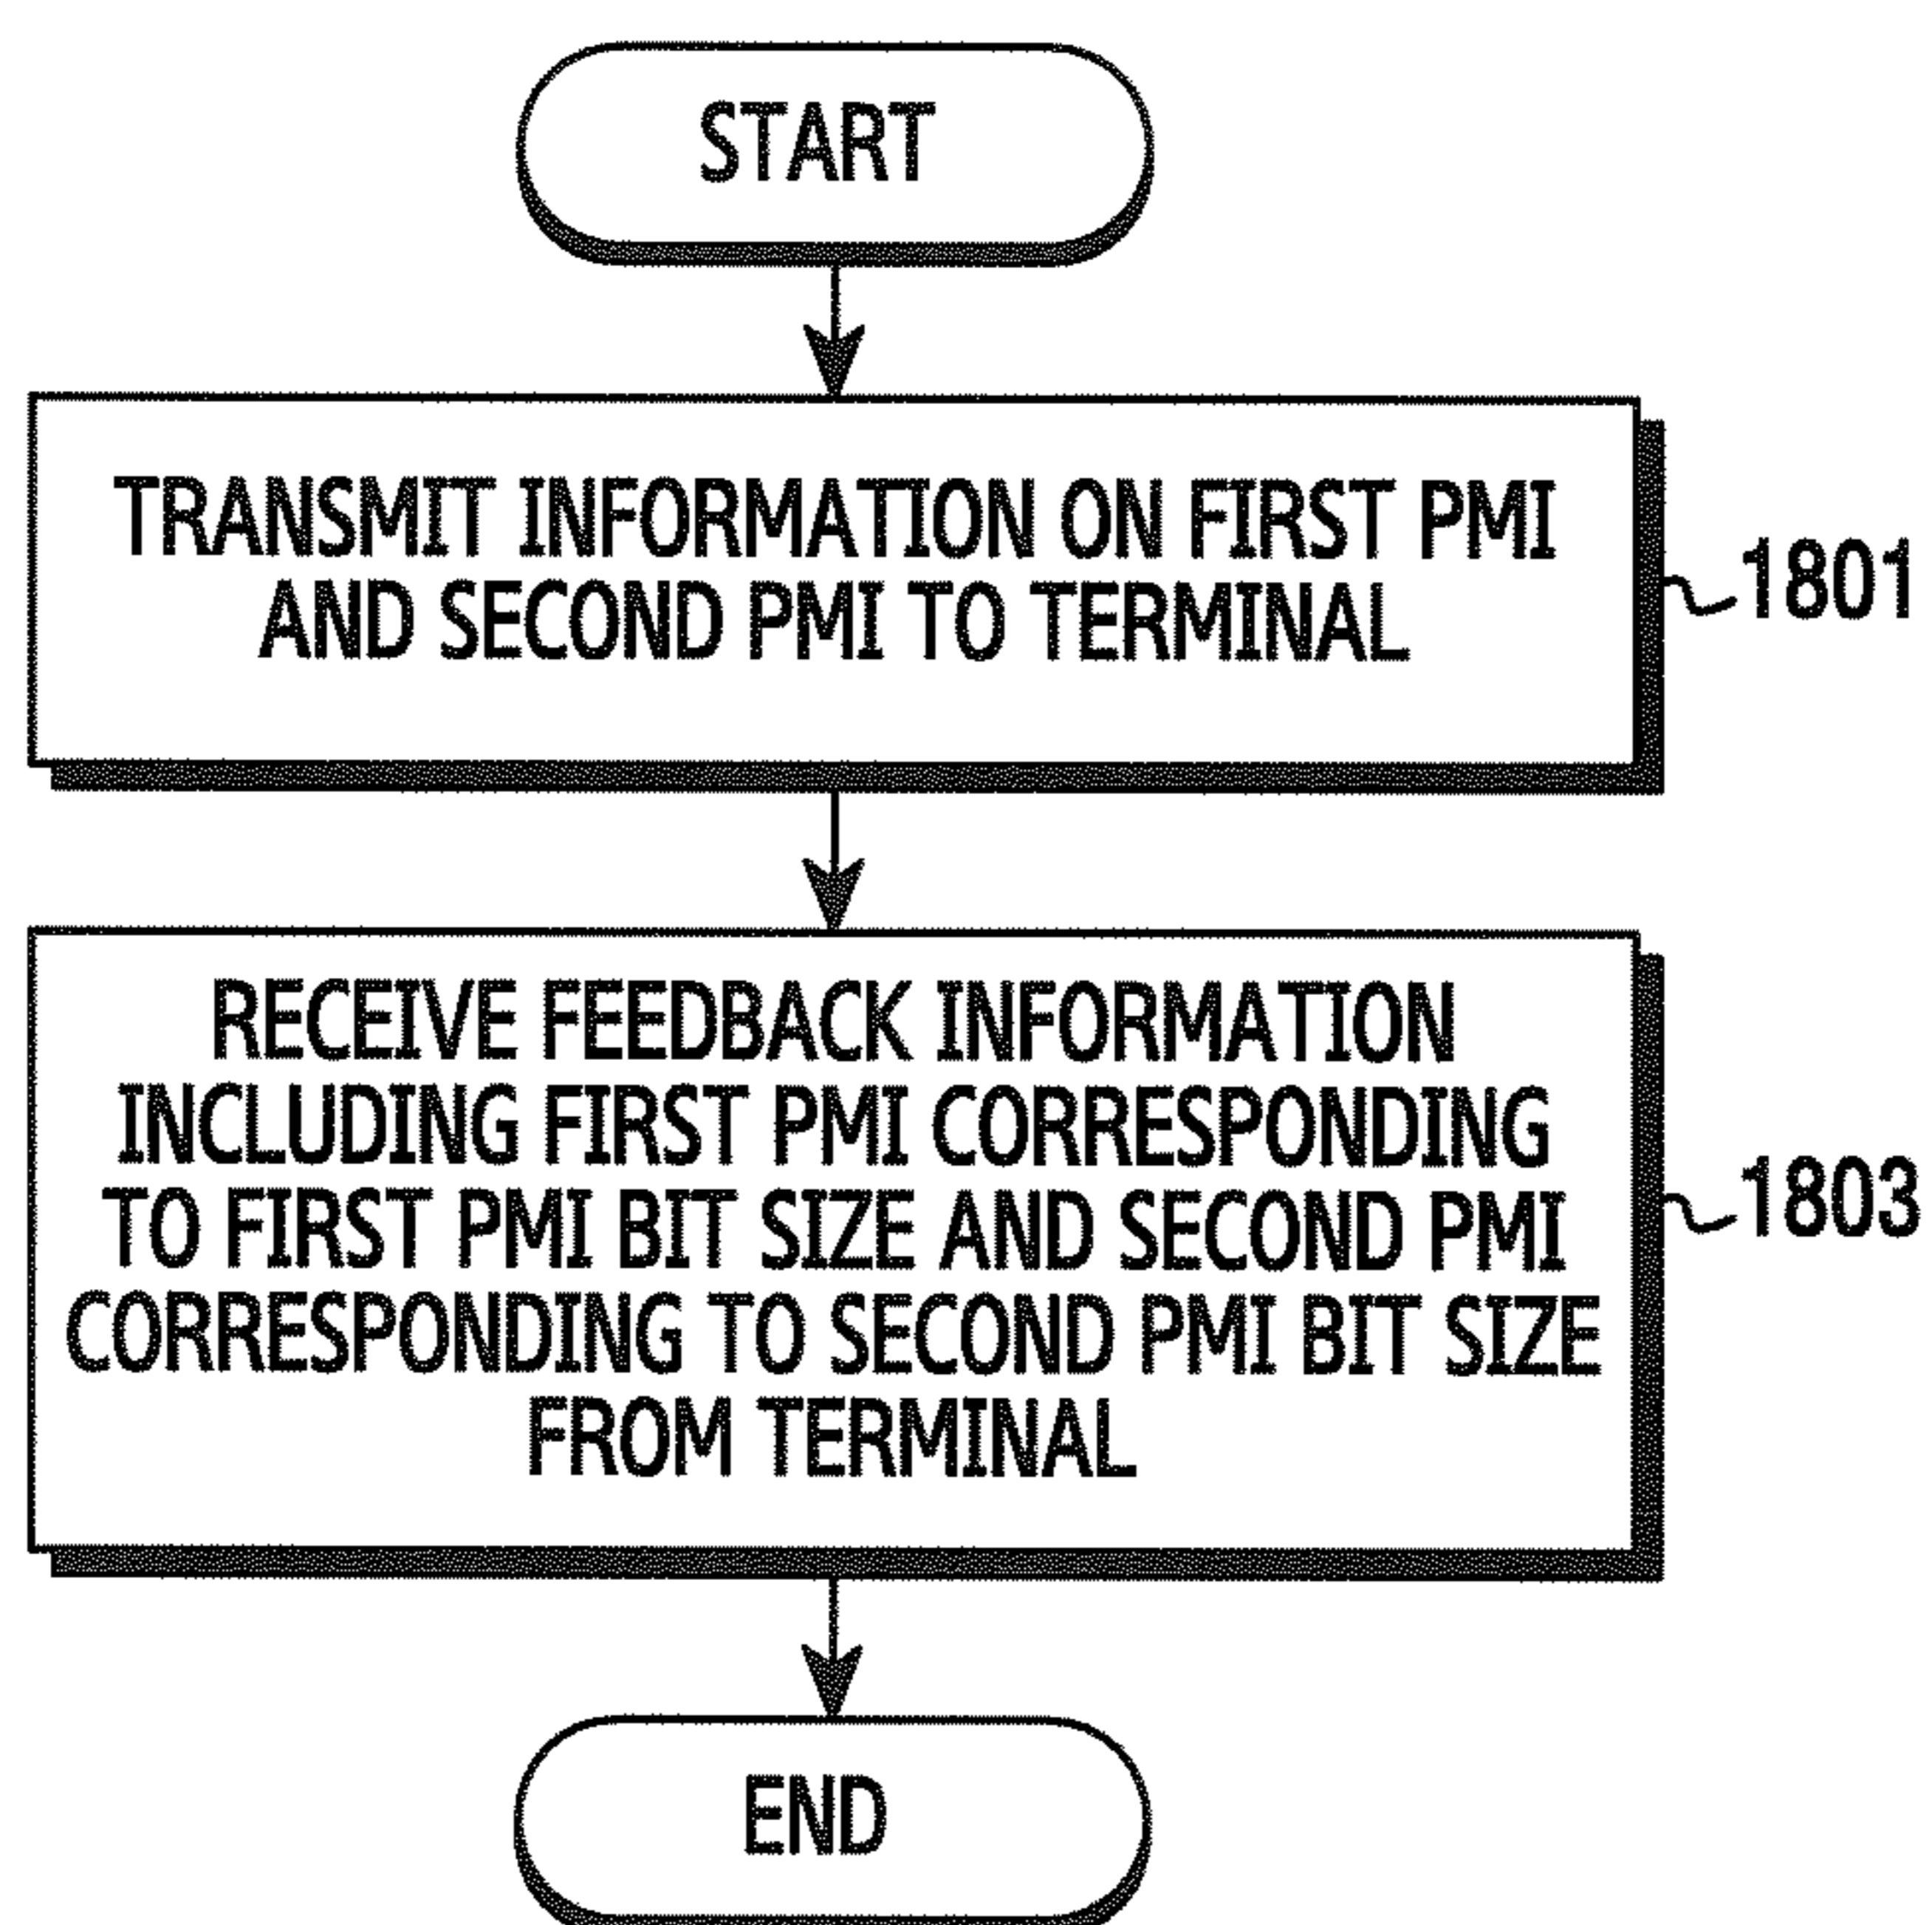 START
TRANSMIT INFORMATION ON FIRST PMI
AND SECOND PMI TO TERMINAL
1801
RECEIVE FEEDBACK INFORMATION
INCLUDING FIRST PMI CORRESPONDING
TO FIRST PMI BIT SIZE AND SECOND PMI
CORRESPONDING TO SECOND PMI BIT SIZE
FROM TERMINAL
1803
END